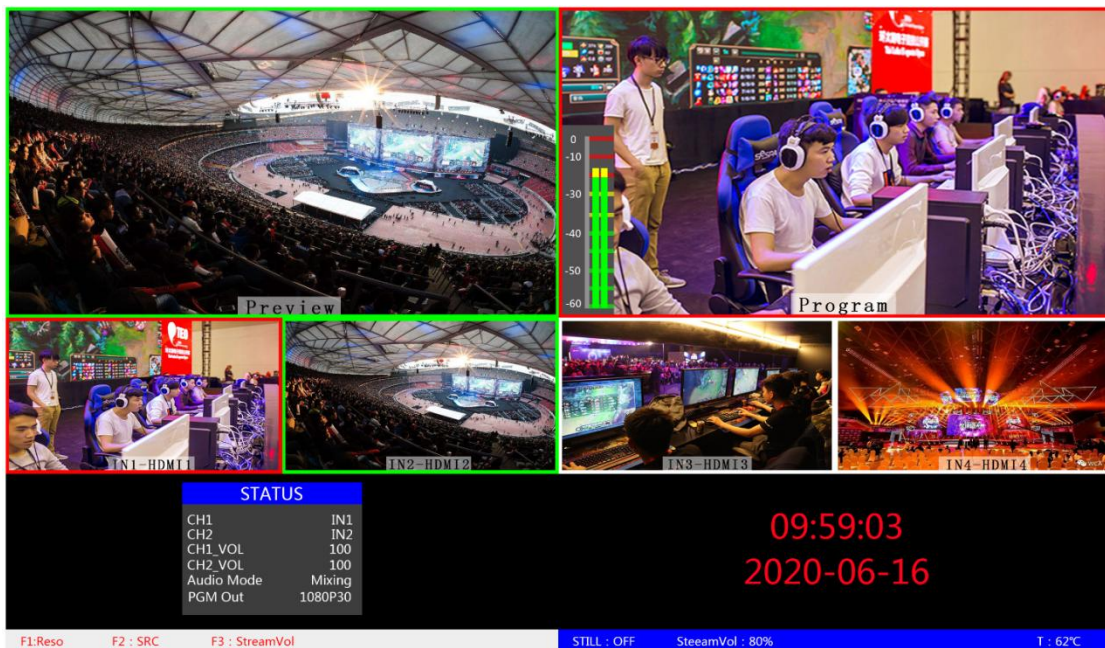 Preview
0
-10
-30
-40
-50
-60
Program
TED
IN1-HDMI1
IN2-HDMI2
IN3-HDMI3
IN4-HDMI4
STATUS
CH1 IN1
CH2 IN2
CH1_VOL 100
CH2_VOL 100
Audio Mode Mixing
PGM Out 1080P30
09:59:03
2020-06-16
F1:Reso F2 : SRC F3 : StreamVol
STILL : OFF SteeamVol : 80% T : 62℃